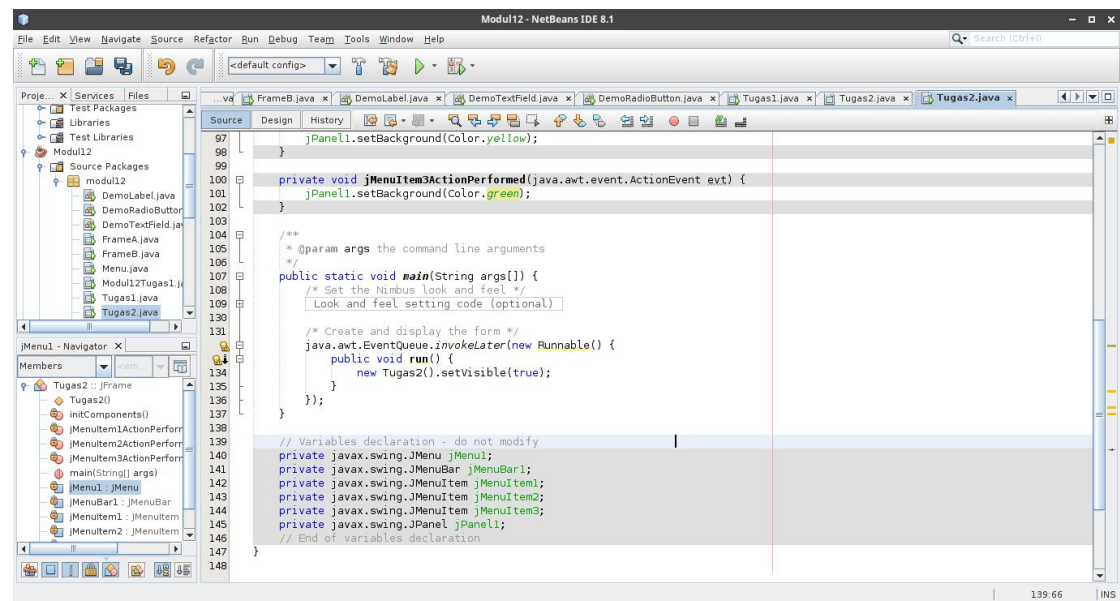 Modul12 - NetBeans IDE 8.1
File Edit View Navigate Source Refactor Run Debug Team Tools Window Help
Search (Ctrl+I)
<default config>
Proje... Services Files
...va FrameB.java DemoLabel.java DemoTextField.java DemoRadioButton.java Tugas1.java Tugas2.java Tugas2.java
Source Design History
Test Packages
Libraries
Test Libraries
Modul12
Source Packages
modul12
DemoLabel.java
DemoRadioButton
DemoTextField.jav
FrameA.java
FrameB.java
Menu.java
Modul12Tugas1.ja
Tugas1.java
Tugas2.java
jMenu1 - Navigator
Members
Tugas2 :: JFrame
Tugas2()
initComponents()
jMenuItem1ActionPerforr
jMenuItem2ActionPerforr
jMenuItem3ActionPerforr
main(String[] args)
jMenu1 : JMenu
jMenuBar1 : JMenuBar
jMenuItem1 : JMenuItem
jMenuItem2 : JMenuItem
97 jPanel1.setBackground(Color.yellow);
98 }
99
100 private void jMenuItem3ActionPerformed(java.awt.event.ActionEvent evt) {
101 jPanel1.setBackground(Color.green);
102 }
103
104 /**
105 * @param args the command line arguments
106 */
107 public static void main(String args[]) {
108 /* Set the Nimbus look and feel */
109 Look and feel setting code (optional)
130
131 /* Create and display the form */
java.awt.EventQueue.invokeLater(new Runnable() {
public void run() {
134 new Tugas2().setVisible(true);
135 }
136 });
137 }
138
139 // Variables declaration - do not modify
140 private javax.swing.JMenu jMenu1;
141 private javax.swing.JMenuBar jMenuBar1;
142 private javax.swing.JMenuItem jMenuItem1;
143 private javax.swing.JMenuItem jMenuItem2;
144 private javax.swing.JMenuItem jMenuItem3;
145 private javax.swing.JPanel jPanel1;
146 // End of variables declaration
147 }
148
139:66 INS